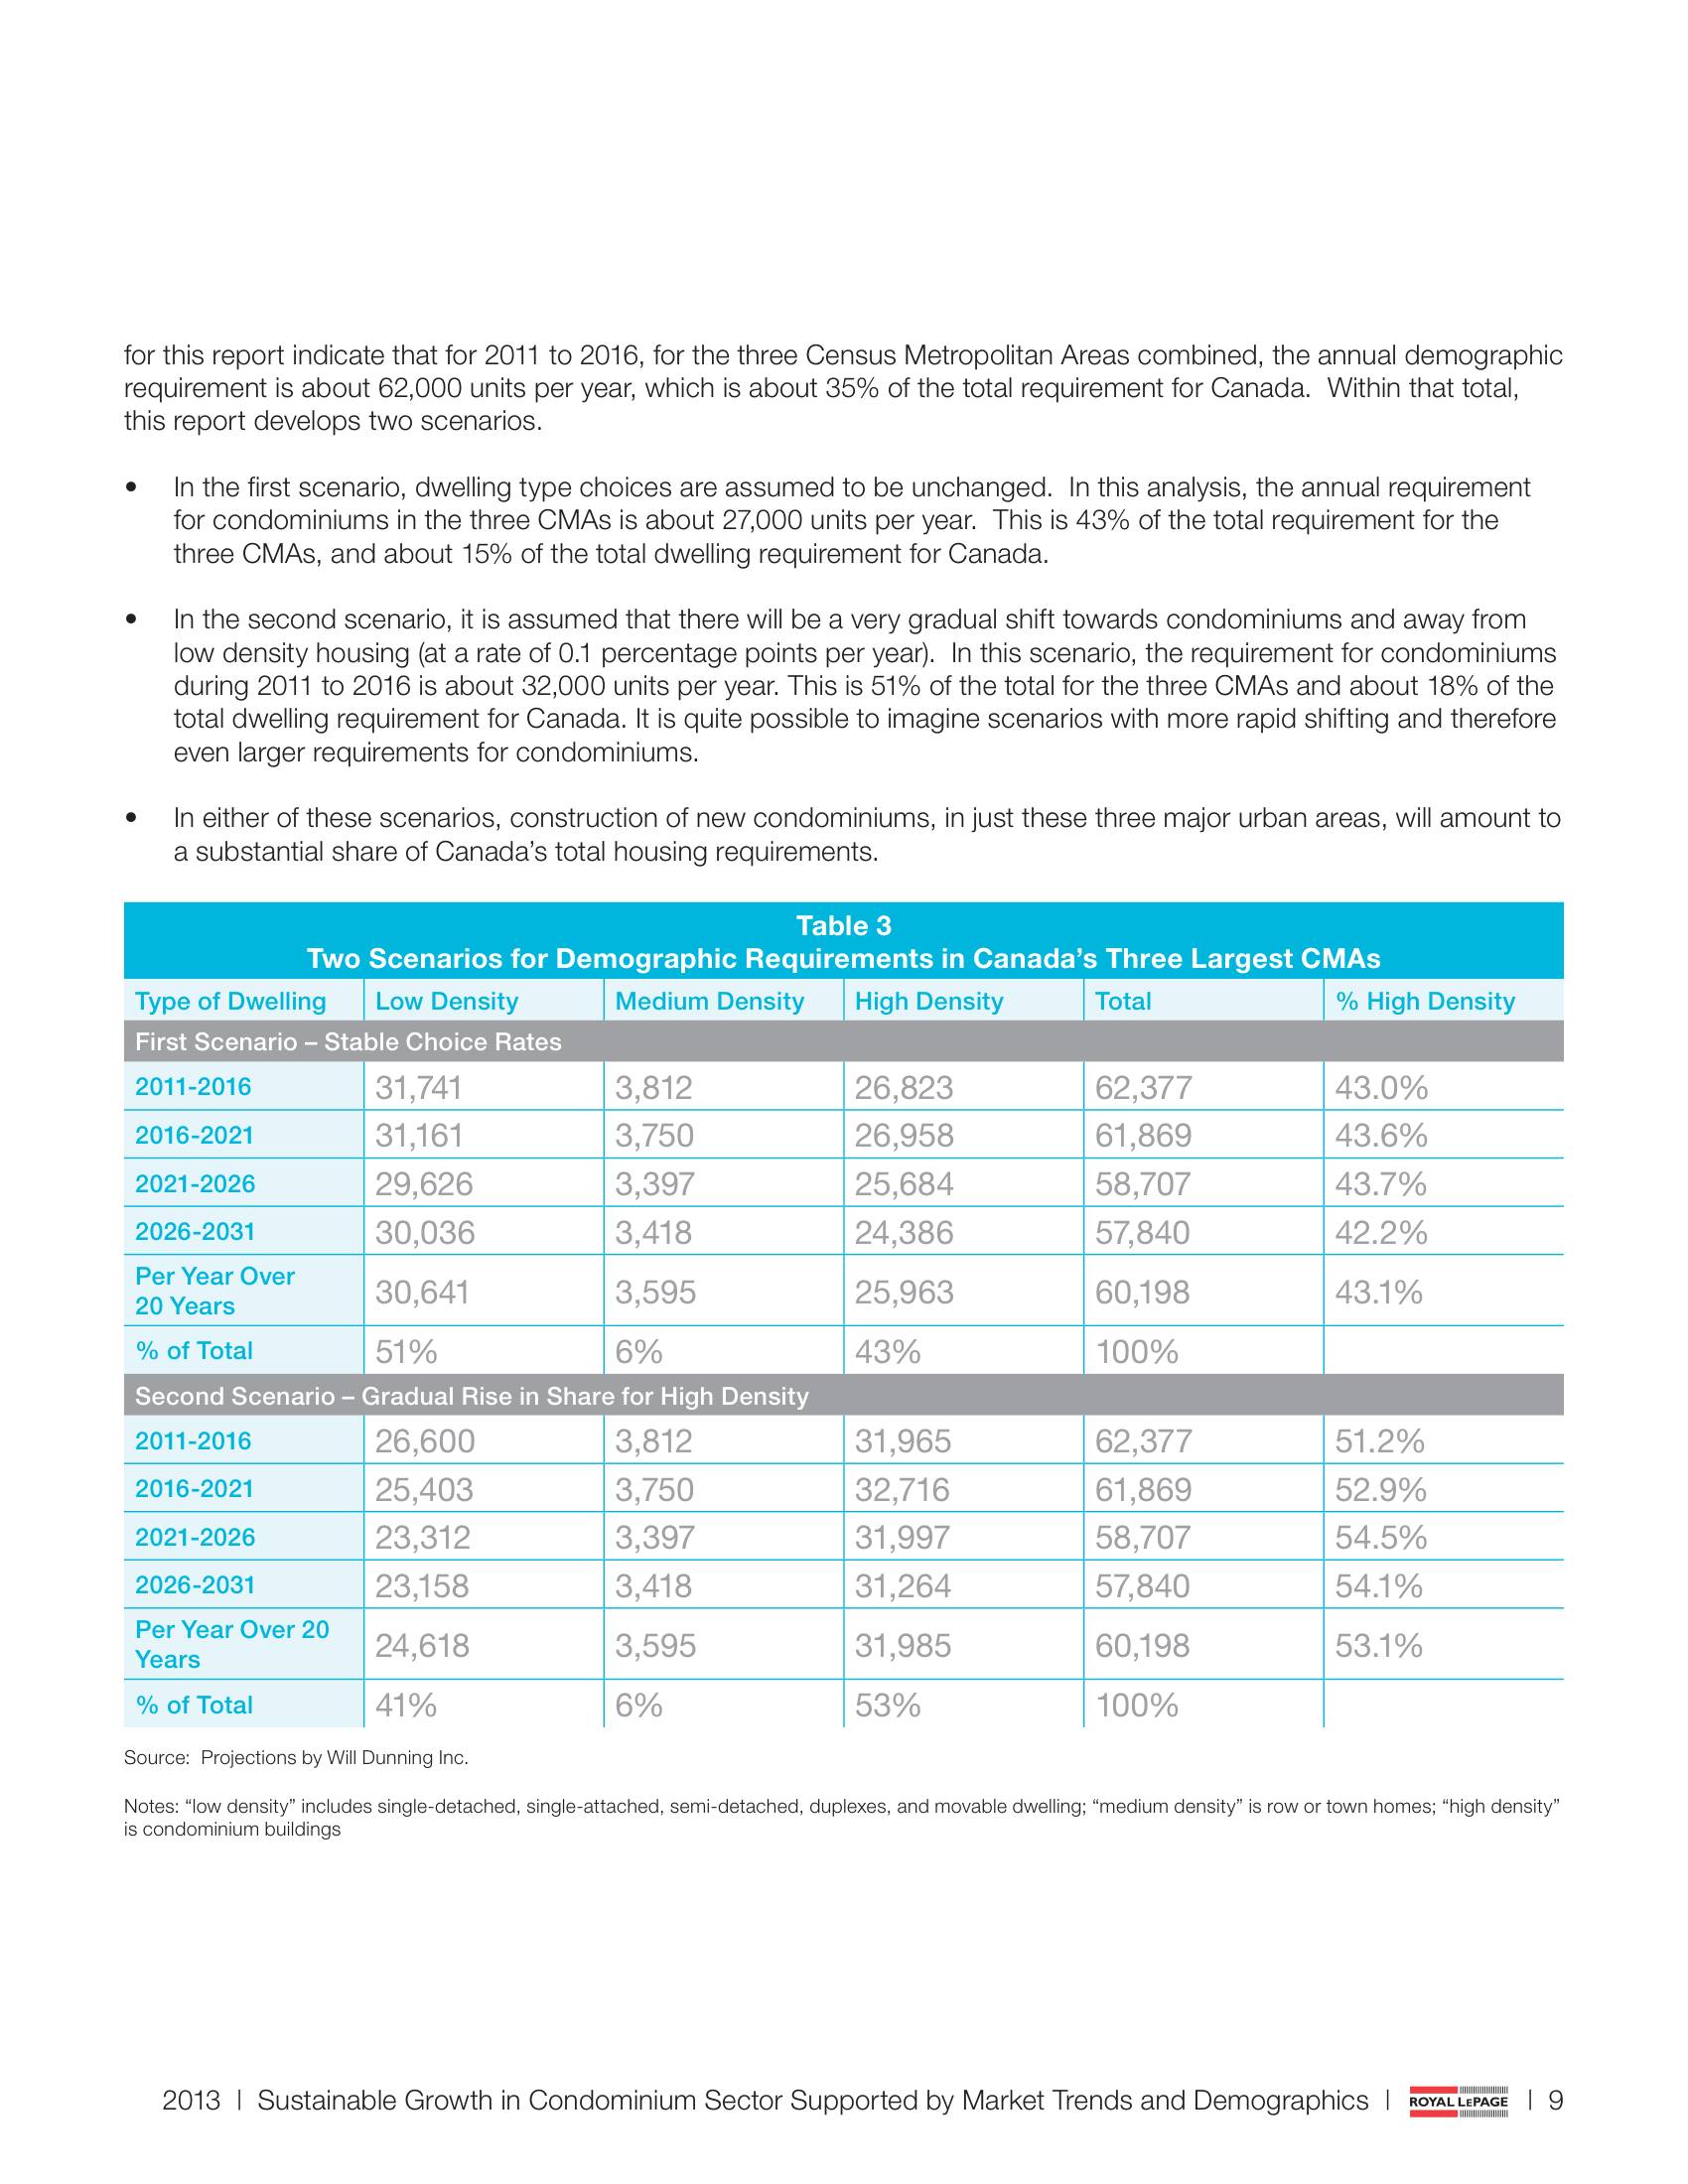 for this report indicate that for 2011 to 2016, for the three Census Metropolitan Areas combined, the annual demographic
requirement is about 62,000 units per year, which is about 35% of the total requirement for Canada.  Within that total,
this report develops two scenarios.
• In the first scenario, dwelling type choices are assumed to be unchanged.  In this analysis, the annual requirement
for condominiums in the three CMAs is about 27,000 units per year.  This is 43% of the total requirement for the
three CMAs, and about 15% of the total dwelling requirement for Canada.
• In the second scenario, it is assumed that there will be a very gradual shift towards condominiums and away from
low density housing (at a rate of 0.1 percentage points per year).  In this scenario, the requirement for condominiums
during 2011 to 2016 is about 32,000 units per year. This is 51% of the total for the three CMAs and about 18% of the
total dwelling requirement for Canada. It is quite possible to imagine scenarios with more rapid shifting and therefore
even larger requirements for condominiums.
• In either of these scenarios, construction of new condominiums, in just these three major urban areas, will amount to
a substantial share of Canada’s total housing requirements.
Table 3
Two Scenarios for Demographic Requirements in Canada’s Three Largest CMAs
Type of Dwelling Low Density Medium Density High Density Total % High Density
First Scenario – Stable Choice Rates
2011-2016 31,741 3,812 26,823 62,377 43.0%
2016-2021 31,161 3,750 26,958 61,869 43.6%
2021-2026 29,626 3,397 25,684 58,707 43.7%
2026-2031 30,036 3,418 24,386 57,840 42.2%
Per Year Over
20 Years 30,641 3,595 25,963 60,198 43.1%
% of Total 51% 6% 43% 100%
Second Scenario – Gradual Rise in Share for High Density
2011-2016 26,600 3,812 31,965 62,377 51.2%
2016-2021 25,403 3,750 32,716 61,869 52.9%
2021-2026 23,312 3,397 31,997 58,707 54.5%
2026-2031 23,158 3,418 31,264 57,840 54.1%
Per Year Over 20
Years 24,618 3,595 31,985 60,198 53.1%
% of Total 41% 6% 53% 100%
Source:  Projections by Will Dunning Inc.
Notes: “low density” includes single-detached, single-attached, semi-detached, duplexes, and movable dwelling; “medium density” is row or town homes; “high density”
is condominium buildings
2013 | Sustainable Growth in Condominium Sector Supported by Market Trends and Demographics | ROYAL LEPAGE | 9